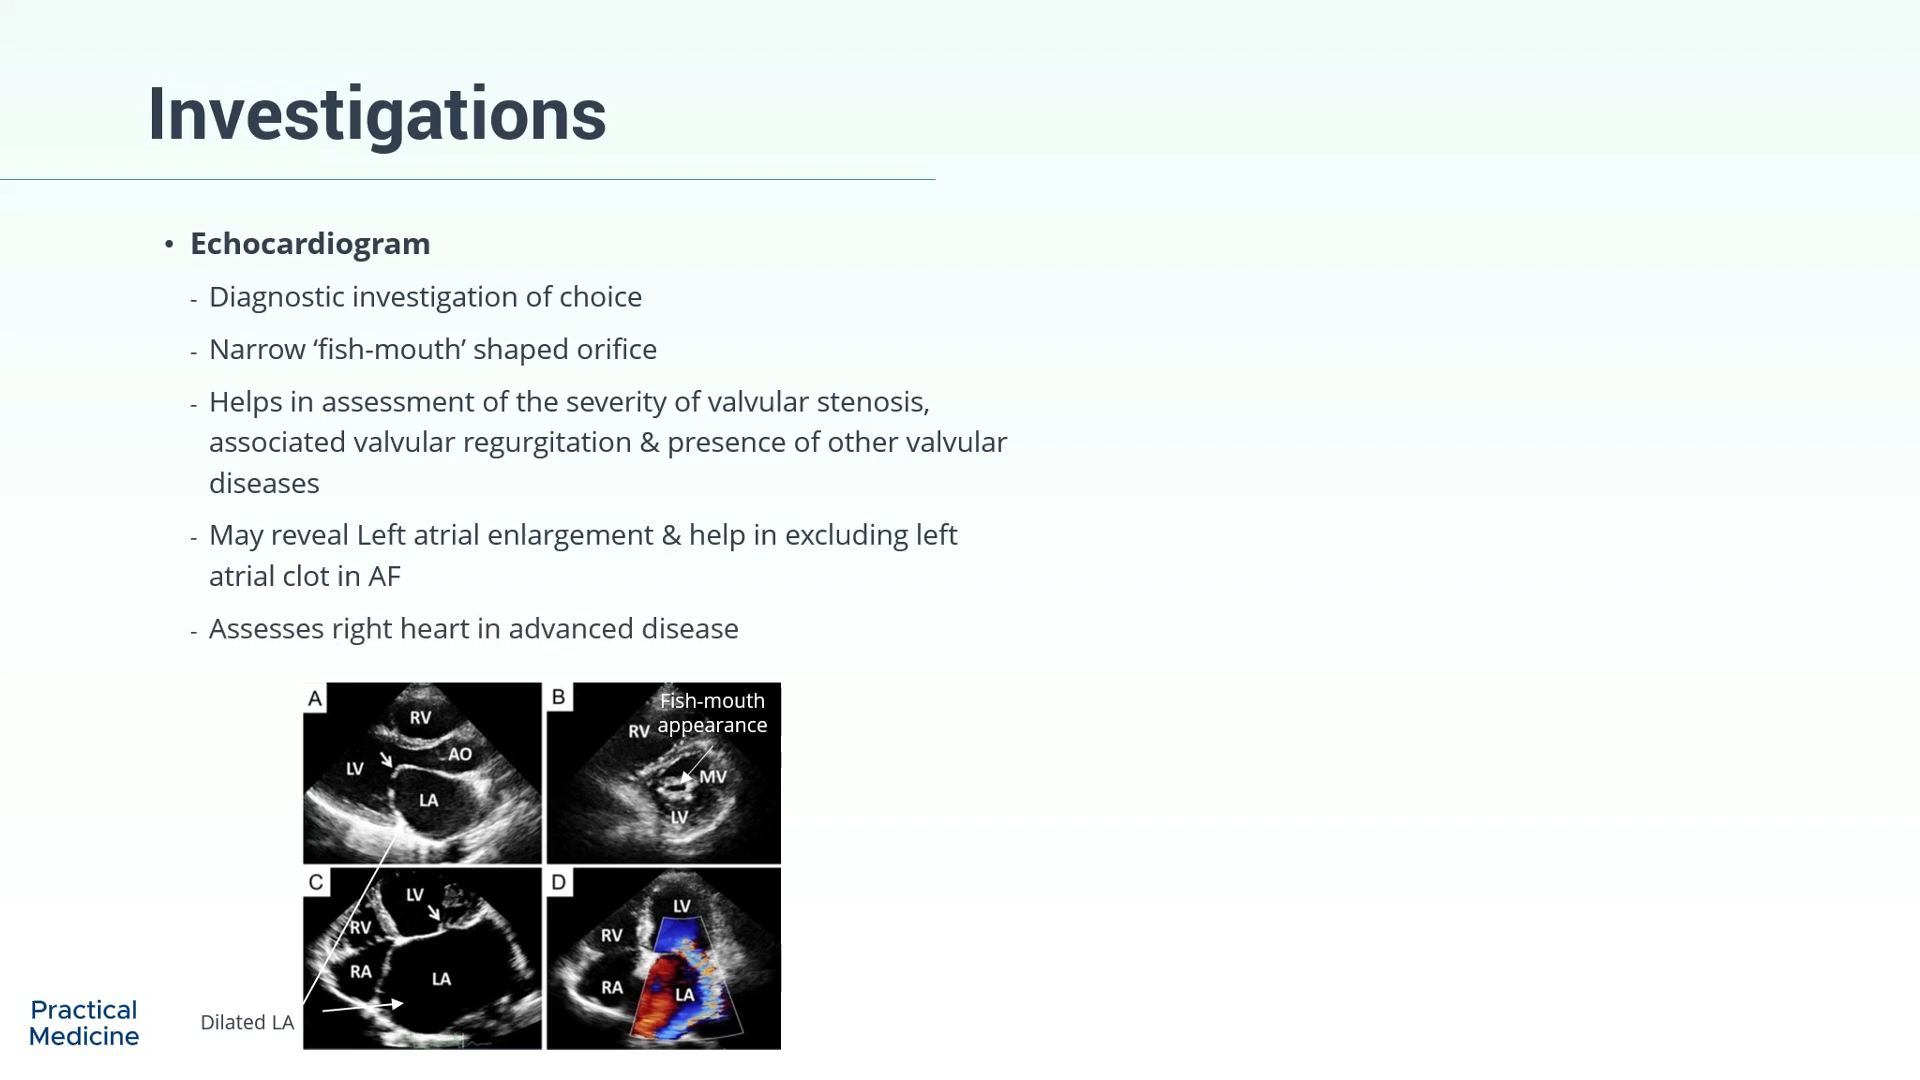 Investigations
• Echocardiogram
- Diagnostic investigation of choice
- Narrow ‘fish-mouth’ shaped orifice
- Helps in assessment of the severity of valvular stenosis,
associated valvular regurgitation & presence of other valvular
diseases
- May reveal Left atrial enlargement & help in excluding left
atrial clot in AF
- Assesses right heart in advanced disease
A
RV
AO
LV
LA
B
Fish-mouth
appearance
RV
MV
LV
C
LV
RV
RA
LA
D
LV
RV
RA
LA
Dilated LA
Practical
Medicine